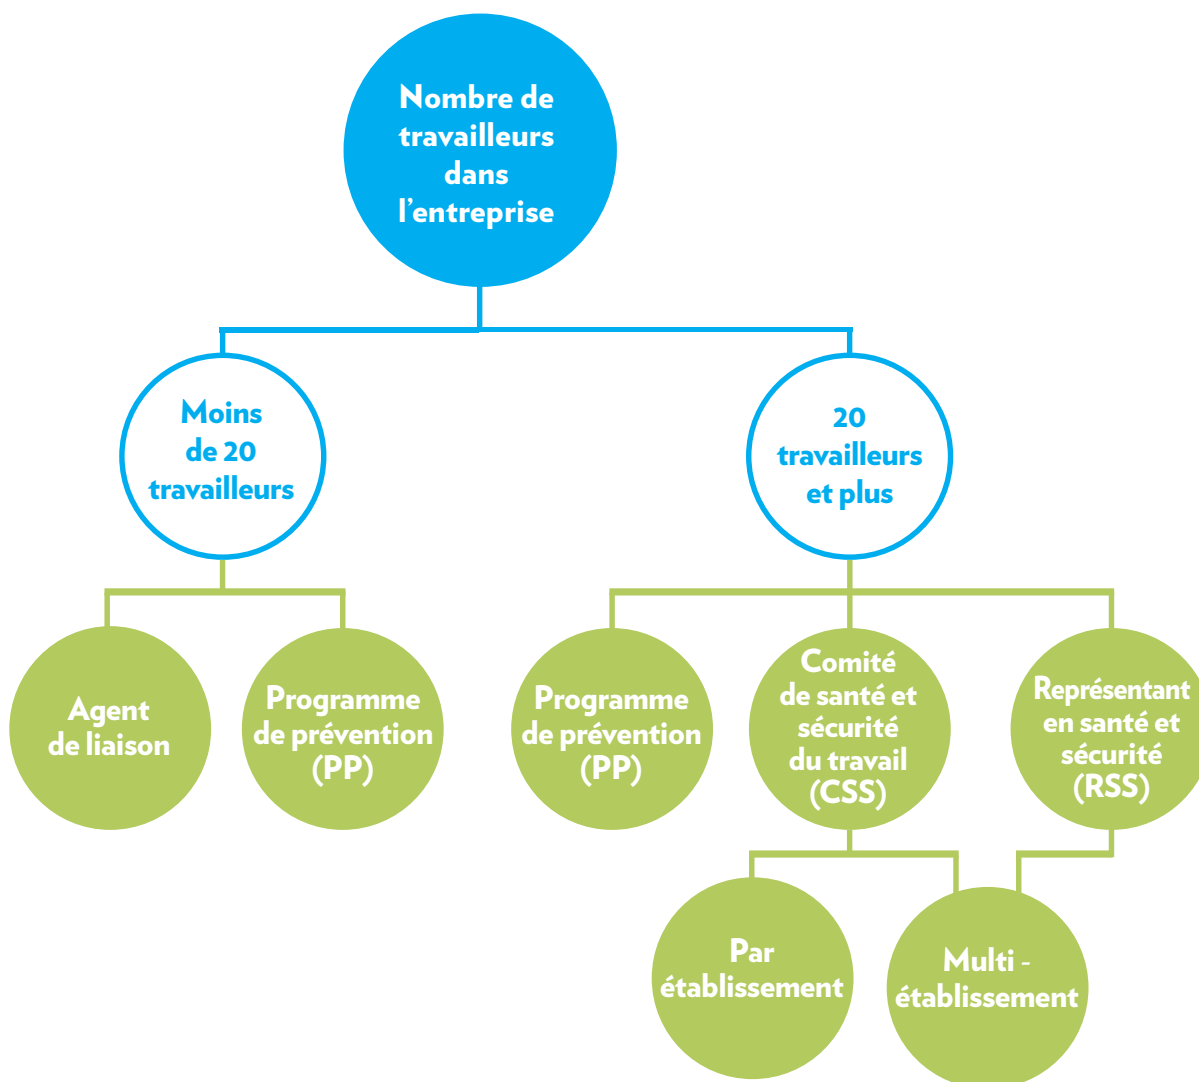 Nombre de
travailleurs
dans
l’entreprise
Moins
de 20
travailleurs
20
travailleurs
et plus
Agent
de liaison
Programme
de prévention
(PP)
Programme
de prévention
(PP)
Comité
de santé et
sécurité
du travail
(CSS)
Représentant
en santé et
sécurité
(RSS)
Par
établissement
Multi -
établissement